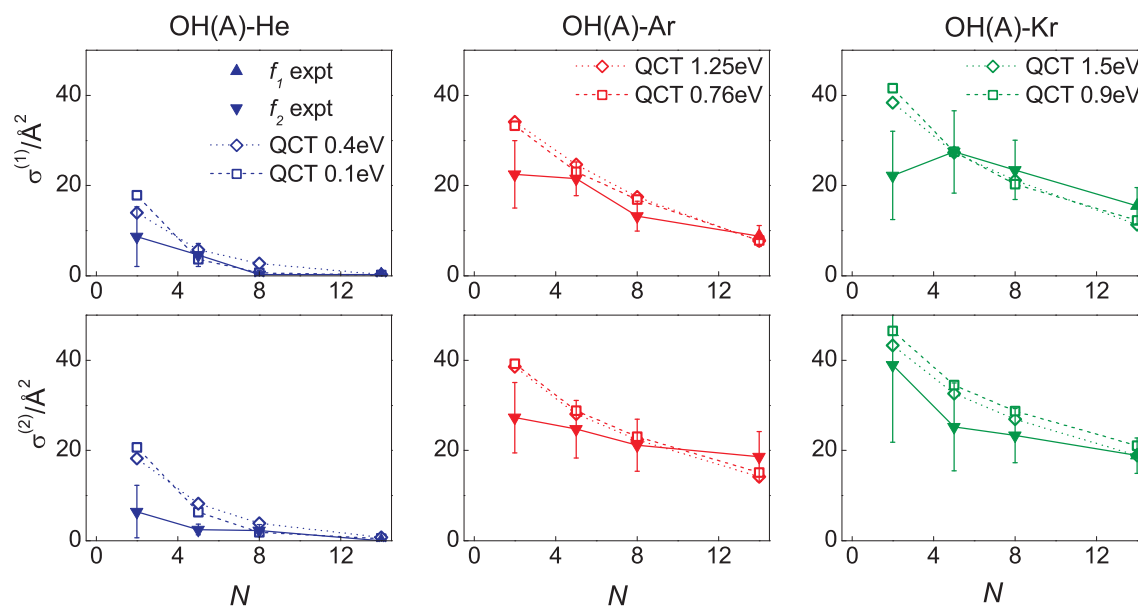 OH(A)-He
OH(A)-Ar
OH(A)-Kr
σ(1)/Å2
40
20
0
f1 expt
f2 expt
QCT 0.4eV
QCT 0.1eV
0 4 8 12
40
20
0
QCT 1.25eV
QCT 0.76eV
0 4 8 12
40
20
0
QCT 1.5eV
QCT 0.9eV
0 4 8 12
σ(2)/Å2
40
20
0
0 4 8 12
N
40
20
0
0 4 8 12
N
40
20
0
0 4 8 12
N